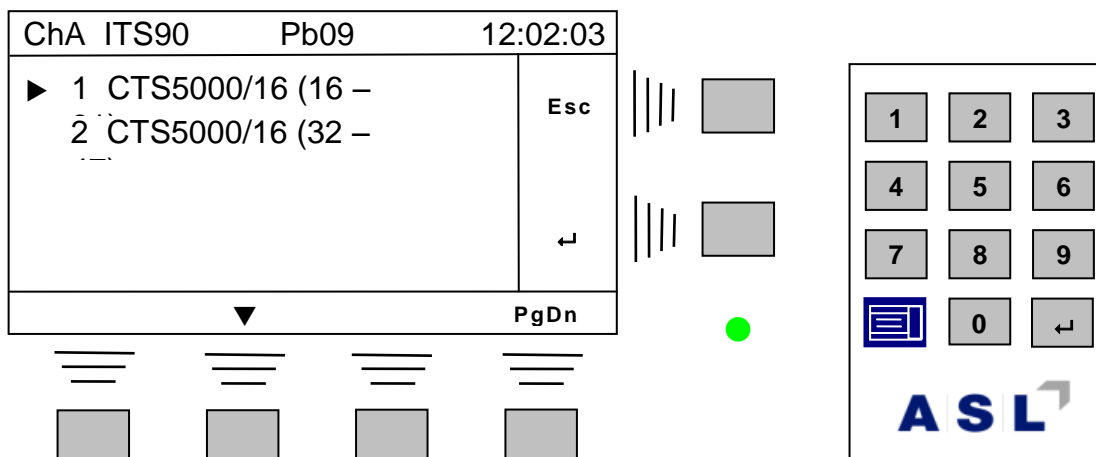 ChA ITS90 Pb09 12:02:03
▶ 1 CTS5000/16 (16 –
2 CTS5000/16 (32 –
Esc
↵
▼ PgDn
1 2 3
4 5 6
7 8 9
0 ↵
ASL